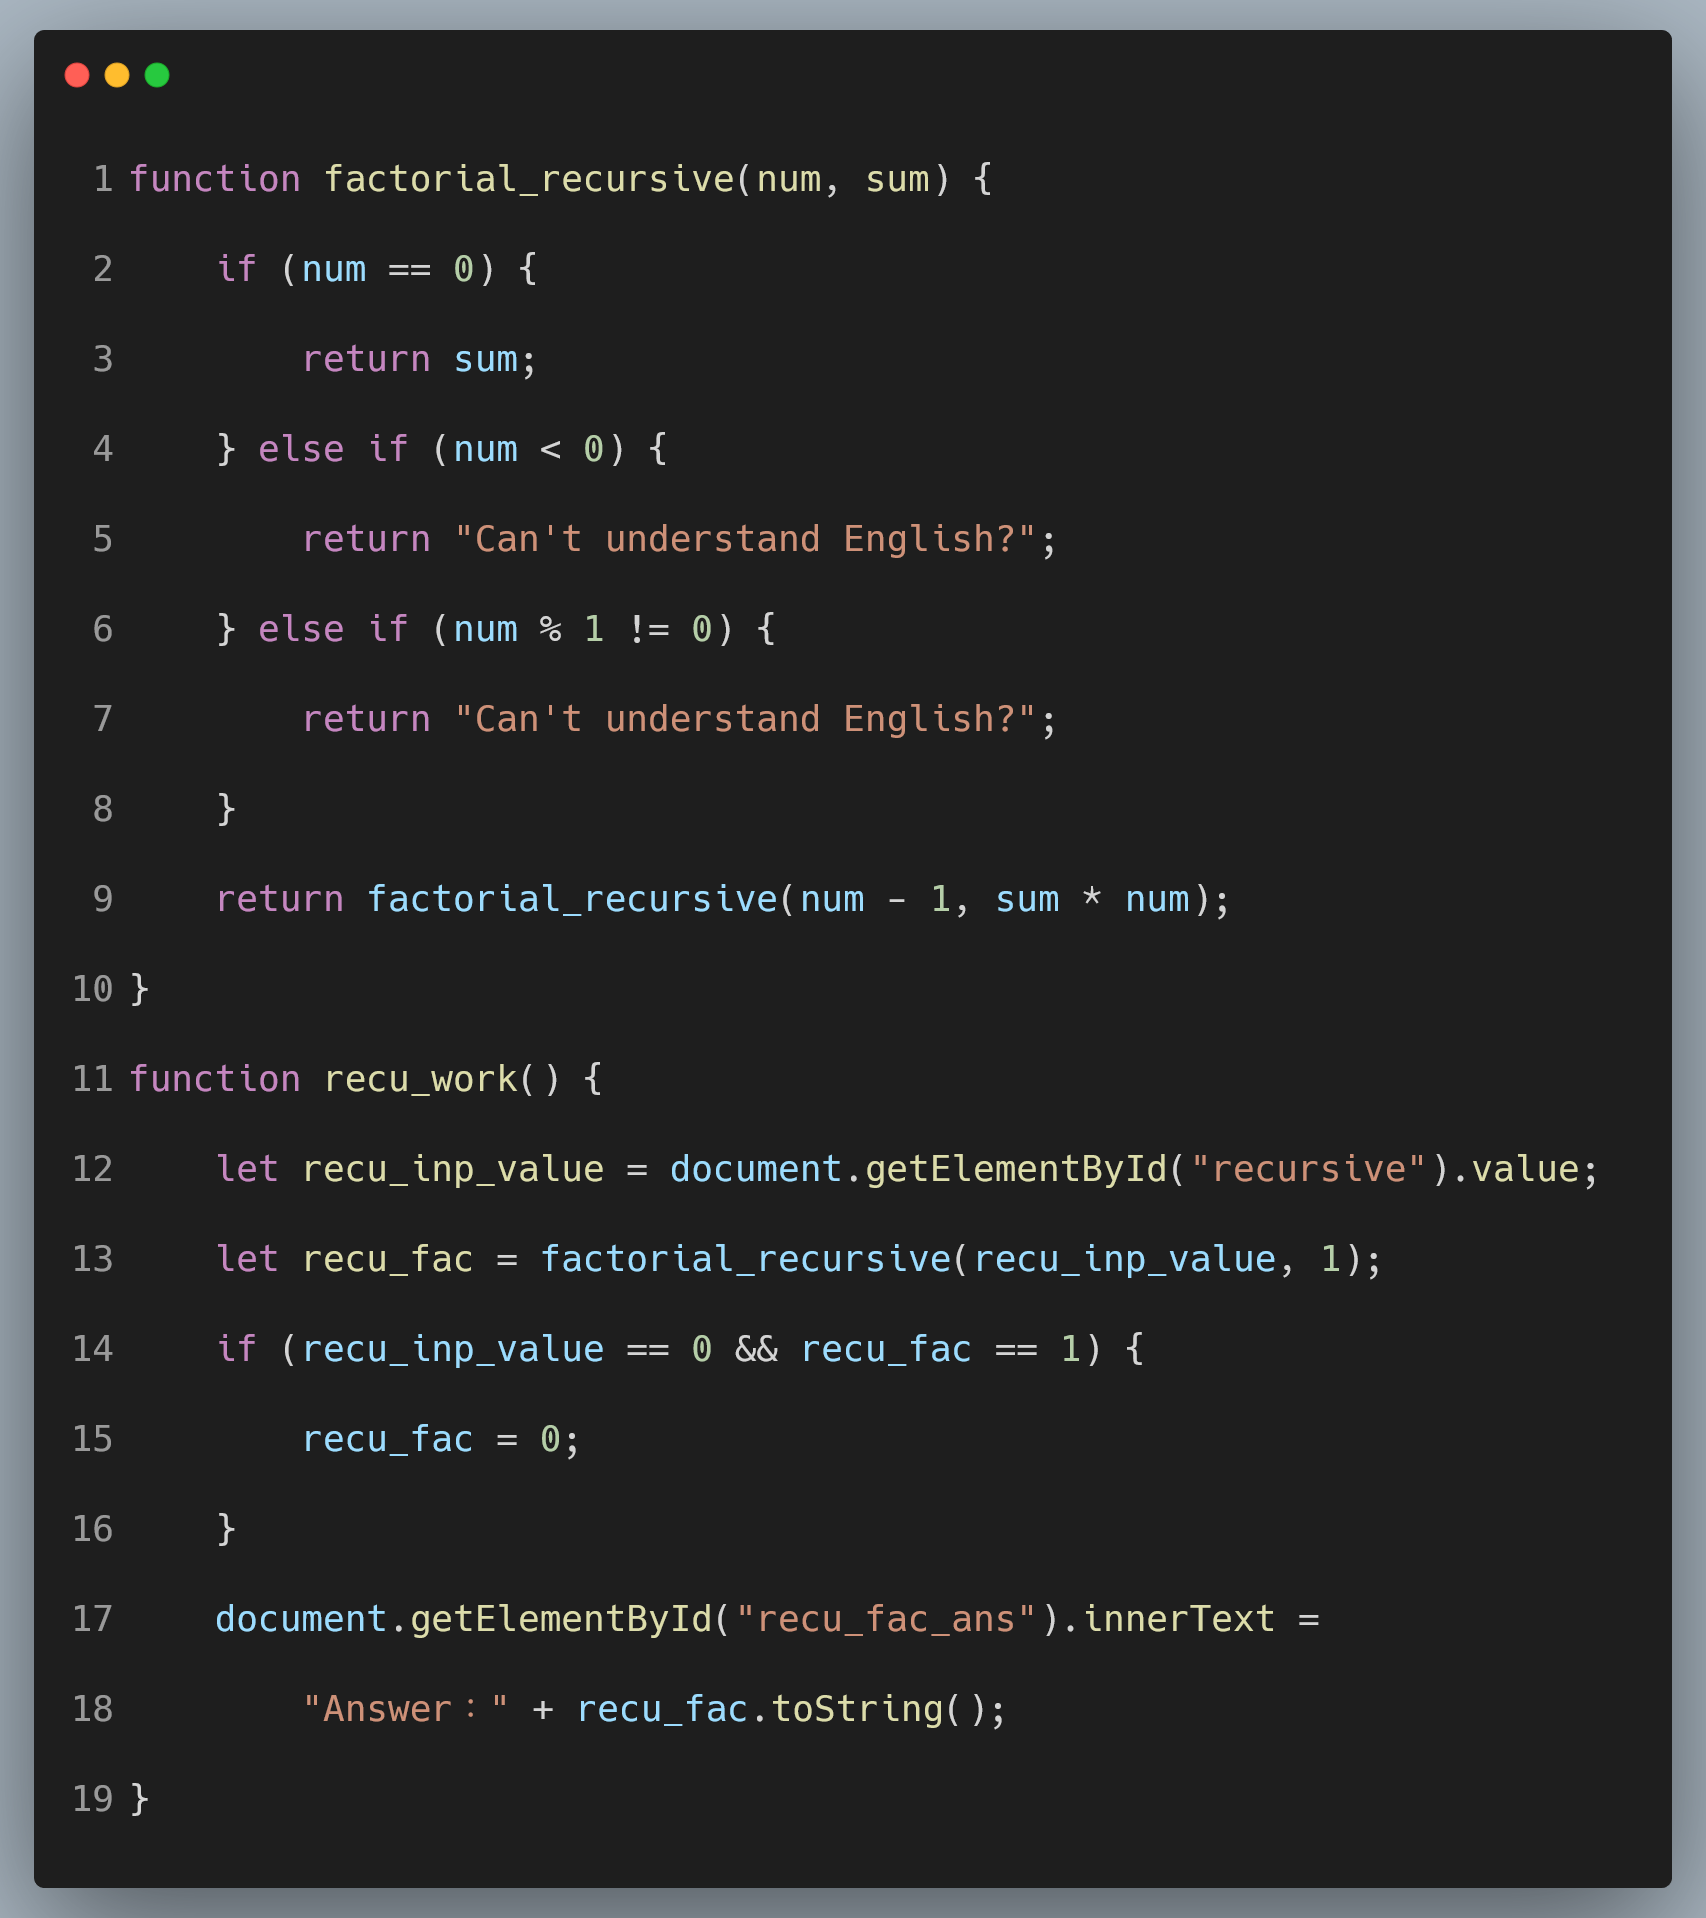 1 function factorial_recursive(num, sum) {
2     if (num == 0) {
3         return sum;
4     } else if (num < 0) {
5         return "Can't understand English?";
6     } else if (num % 1 != 0) {
7         return "Can't understand English?";
8     }
9     return factorial_recursive(num - 1, sum * num);
10 }
11 function recu_work() {
12     let recu_inp_value = document.getElementById("recursive").value;
13     let recu_fac = factorial_recursive(recu_inp_value, 1);
14     if (recu_inp_value == 0 && recu_fac == 1) {
15         recu_fac = 0;
16     }
17     document.getElementById("recu_fac_ans").innerText =
18         "Answer：" + recu_fac.toString();
19 }